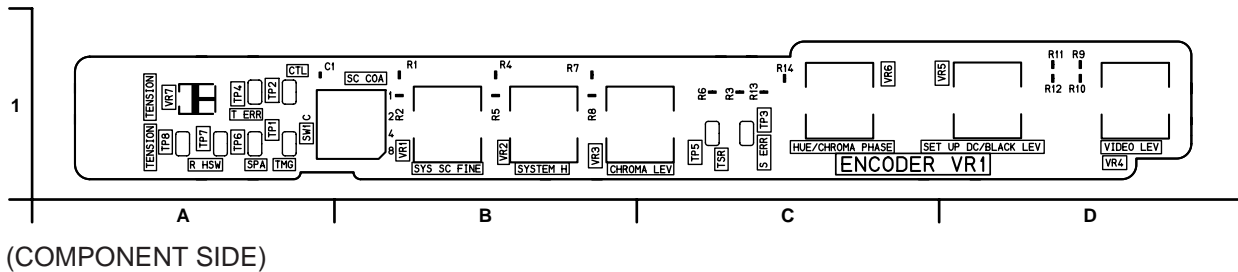 1
TENSION
VR7
TP4
TP2
CTL
T ERR
C1
SC COA
R1
R4
R7
1
2
4
8
SW1 C
R2
R5
R8
TENSION
TP8
TP7
TP6
TP1
R HSW
SPA
TMG
VR1
SYS SC FINE
VR2
SYSTEM H
VR3
CHROMA LEV
R6
R3
R13
R14
TP5
TSR
TP3
S ERR
VR6
HUE/CHROMA PHASE
VR5
SET UP DC/BLACK LEV
ENCODER VR1
R11
R9
R12
R10
VIDEO LEV
VR4
A
B
C
D
(COMPONENT SIDE)